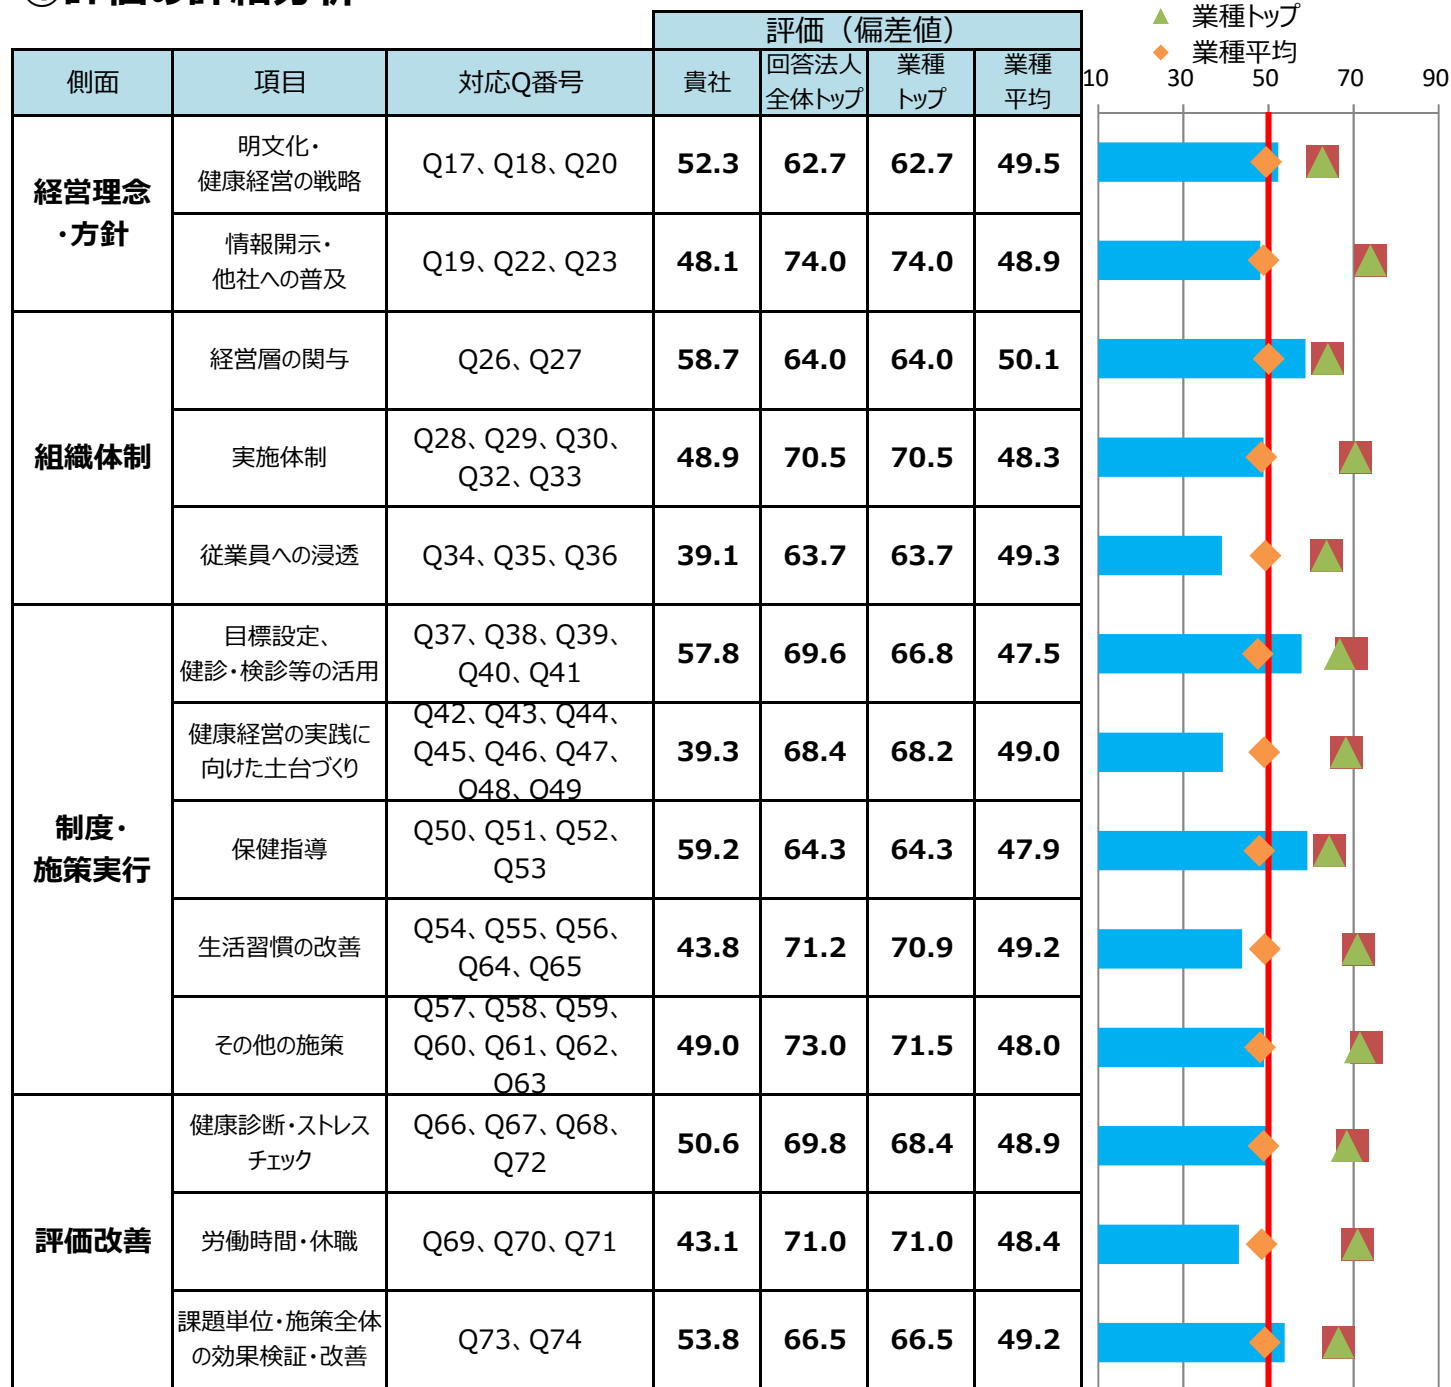 ①評価の詳細分析
▲ 業種トップ
◆ 業種平均
評価（偏差値）
側面 項目 対応Q番号 貴社 回答法人全体トップ 業種トップ 業種平均
10 30 50 70 90
経営理念・方針
明文化・
健康経営の戦略
Q17、Q18、Q20
52.3 62.7 62.7 49.5
情報開示・
他社への普及
Q19、Q22、Q23
48.1 74.0 74.0 48.9
組織体制
経営層の関与
Q26、Q27
58.7 64.0 64.0 50.1
実施体制
Q28、Q29、Q30、
Q32、Q33
48.9 70.5 70.5 48.3
従業員への浸透
Q34、Q35、Q36
39.1 63.7 63.7 49.3
制度・
施策実行
目標設定、
健診・検診等の活用
Q37、Q38、Q39、
Q40、Q41
57.8 69.6 66.8 47.5
健康経営の実践に
向けた土台づくり
Q42、Q43、Q44、
Q45、Q46、Q47、
Q48、Q49
39.3 68.4 68.2 49.0
保健指導
Q50、Q51、Q52、
Q53
59.2 64.3 64.3 47.9
生活習慣の改善
Q54、Q55、Q56、
Q64、Q65
43.8 71.2 70.9 49.2
その他の施策
Q57、Q58、Q59、
Q60、Q61、Q62、
Q63
49.0 73.0 71.5 48.0
評価改善
健康診断・ストレス
チェック
Q66、Q67、Q68、
Q72
50.6 69.8 68.4 48.9
労働時間・休職
Q69、Q70、Q71
43.1 71.0 71.0 48.4
課題単位・施策全体
の効果検証・改善
Q73、Q74
53.8 66.5 66.5 49.2